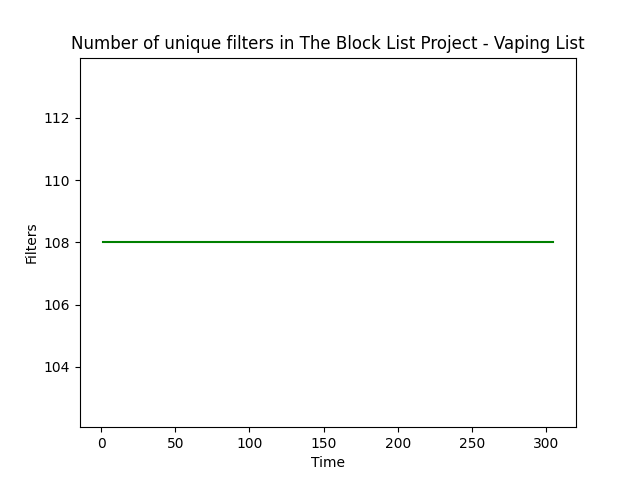 Number of unique filters in The Block List Project - Vaping List
112
110
108
106
104
Filters
0 50 100 150 200 250 300
Time